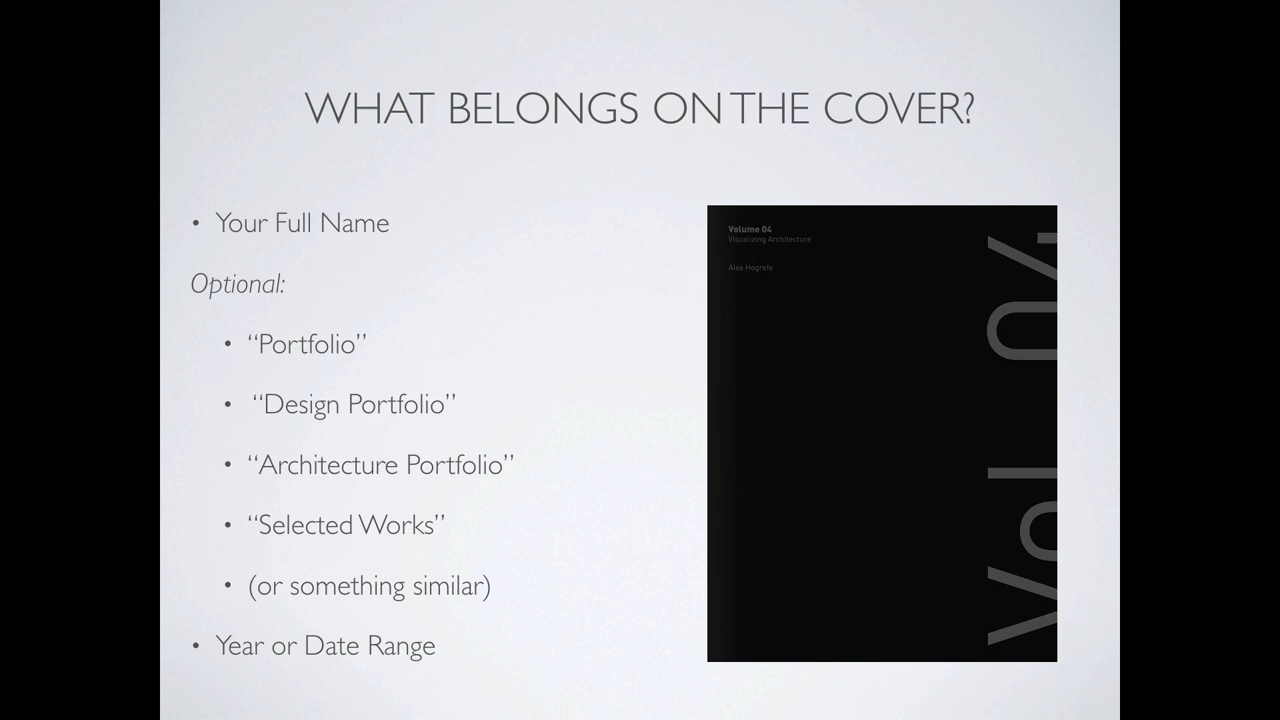 WHAT BELONGS ON THE COVER?
• Your Full Name
Optional:
• “Portfolio”
• “Design Portfolio”
• “Architecture Portfolio”
• “Selected Works”
• (or something similar)
• Year or Date Range
Volume 04
Visualizing Architecture
Alex Hogrefe
Vol. 04